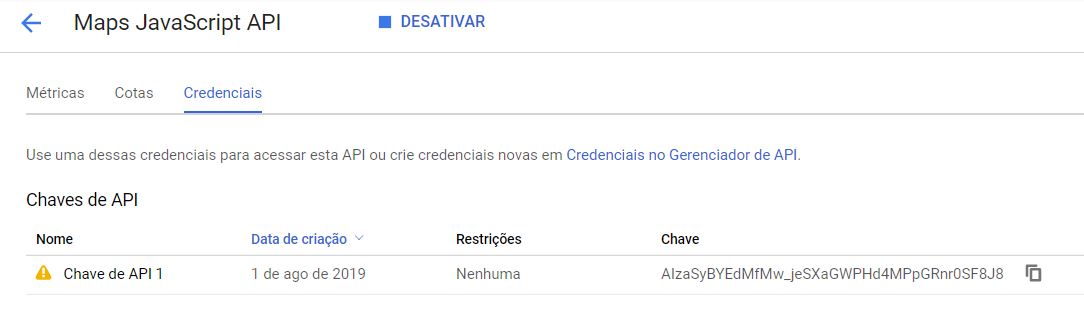 Maps JavaScript API
DESATIVAR
Métricas Cotas Credenciais
Use uma dessas credenciais para acessar esta API ou crie credenciais novas em Credenciais no Gerenciador de API.
Chaves de API
Nome Data de criação Restrições Chave
Chave de API 1 1 de ago de 2019 Nenhuma AIzaSyBYEdMfMw_jeSXaGWPHd4MPpGRnr0SF8J8